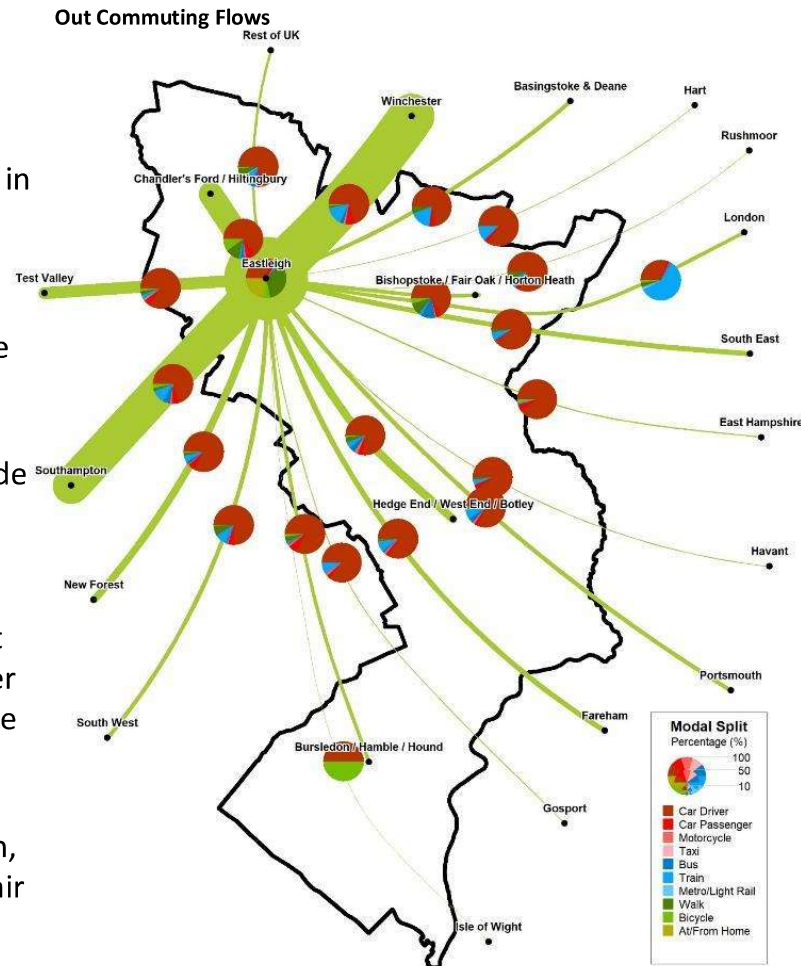 Out Commuting Flows
Rest of UK
Basingstoke & Deane
Hart
Winchester
Rushmoor
in
Chandler's Ford / Hiltingbury
London
Eastleigh
Test Valley
Bishopstoke / Fair Oak / Horton Heath
South East
e
East Hampshire
de
Southampton
Hedge End / West End / Botley
Havant
New Forest
t
er
e
Portsmouth
South West
Fareham
Bursledon / Hamble / Hound
Gosport
n,
air
Isle of Wight
Modal Split
Percentage (%)
100
50
10
Car Driver
Car Passenger
Motorcycle
Taxi
Bus
Train
Metro/Light Rail
Walk
Bicycle
At/From Home